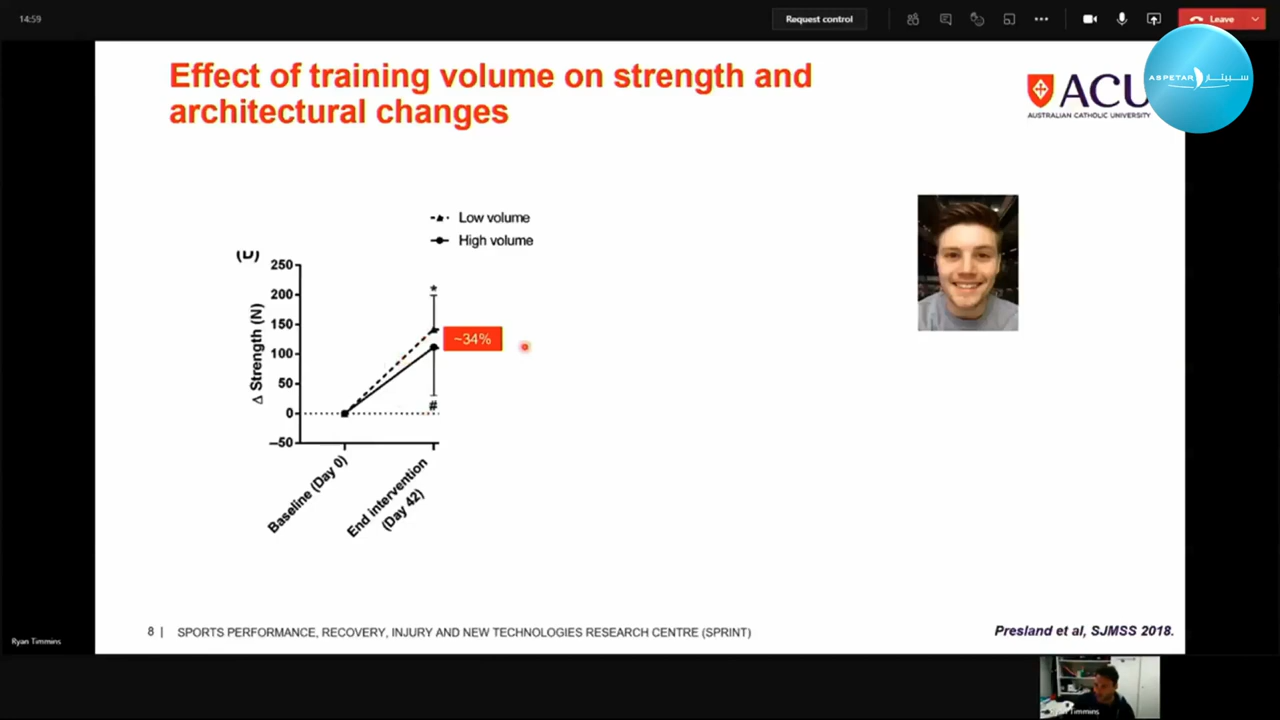 14:59
Request control
Leave
Effect of training volume on strength and
architectural changes
ACU
AUSTRALIAN CATHOLIC UNIVERSITY
ASPETAR سبيتار
Low volume
High volume
(D)
250
200
150
100
50
0
−50
Δ Strength (N)
*
~34%
#
Baseline (Day 0)
End intervention
(Day 42)
8 | SPORTS PERFORMANCE, RECOVERY, INJURY AND NEW TECHNOLOGIES RESEARCH CENTRE (SPRINT)
Presland et al, SJMSS 2018.
Ryan Timmins
Ryan Timmins